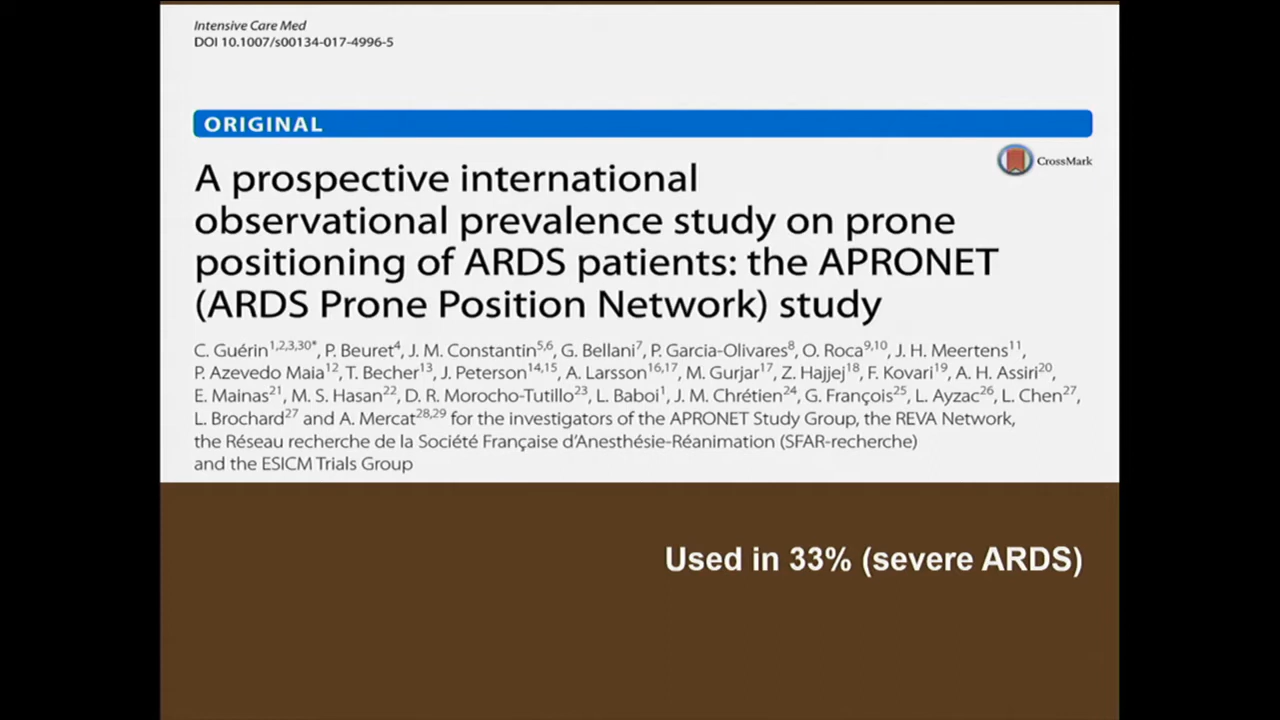 Intensive Care Med
DOI 10.1007/s00134-017-4996-5
ORIGINAL
CrossMark
A prospective international
observational prevalence study on prone
positioning of ARDS patients: the APRONET
(ARDS Prone Position Network) study
C. Guérin1,2,3,30*, P. Beuret4, J. M. Constantin5,6, G. Bellani7, P. Garcia-Olivares8, O. Roca9,10, J. H. Meertens11,
P. Azevedo Maia12, T. Becher13, J. Peterson14,15, A. Larsson16,17, M. Gurjar17, Z. Hajjej18, F. Kovari19, A. H. Assiri20,
E. Mainas21, M. S. Hasan22, D. R. Morocho-Tutillo23, L. Baboi1, J. M. Chrétien24, G. François25, L. Ayzac26, L. Chen27,
L. Brochard27 and A. Mercat28,29 for the investigators of the APRONET Study Group, the REVA Network,
the Réseau recherche de la Société Française d'Anesthésie-Réanimation (SFAR-recherche)
and the ESICM Trials Group
Used in 33% (severe ARDS)